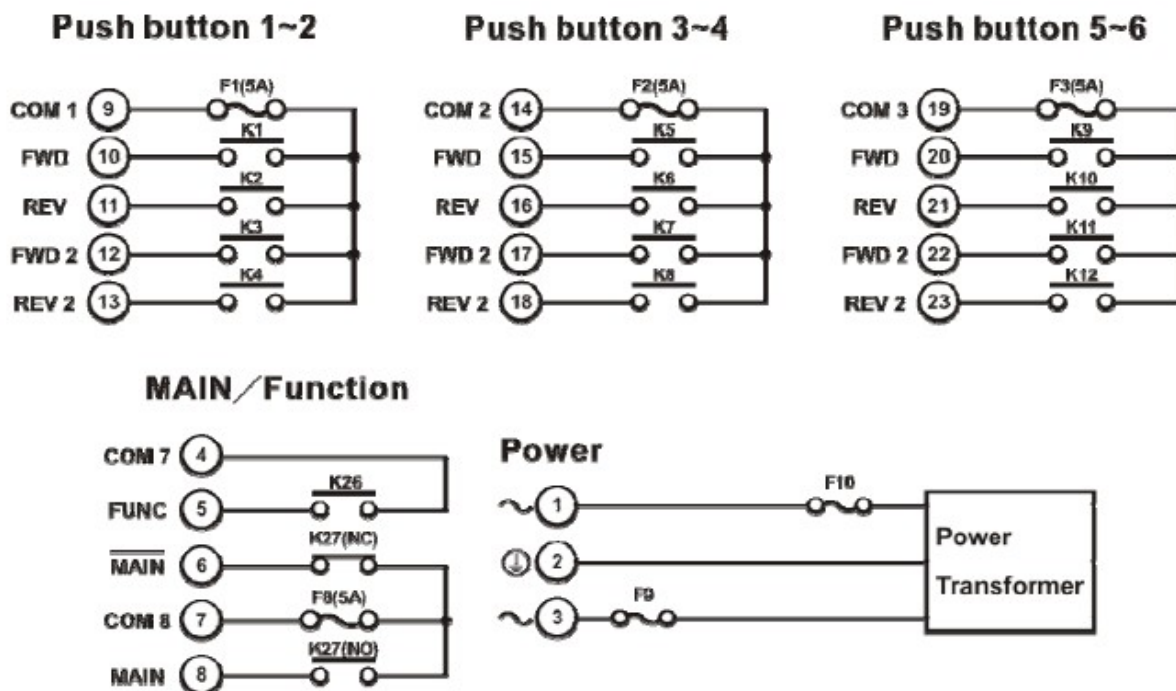 Push button 1~2
F1(5A)
COM 1 9
K1
FWD 10
K2
REV 11
K3
FWD 2 12
K4
REV 2 13
Push button 3~4
F2(5A)
COM 2 14
K5
FWD 15
K6
REV 16
K7
FWD 2 17
K8
REV 2 18
Push button 5~6
F3(5A)
COM 3 19
K9
FWD 20
K10
REV 21
K11
FWD 2 22
K12
REV 2 23
MAIN/Function
COM 7 4
K26
FUNC 5
K27(NC)
MAIN 6
F8(5A)
COM 8 7
K27(NO)
MAIN 8
Power
F10
~ 1
2
F9
~ 3
Power
Transformer